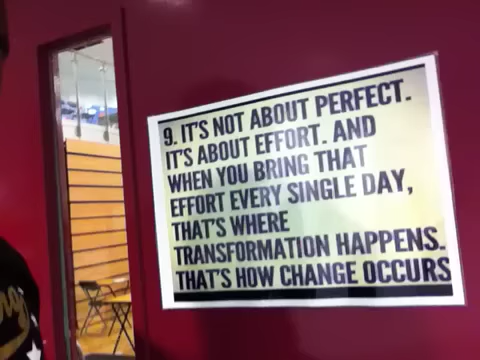 9. IT'S NOT ABOUT PERFECT.
IT'S ABOUT EFFORT. AND
WHEN YOU BRING THAT
EFFORT EVERY SINGLE DAY,
THAT'S WHERE
TRANSFORMATION HAPPENS.
THAT'S HOW CHANGE OCCURS